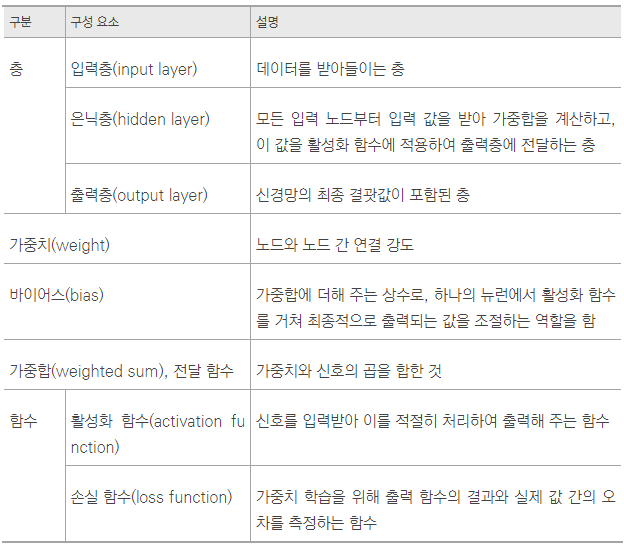 구분 구성 요소 설명
층 입력층(input layer) 데이터를 받아들이는 층
은닉층(hidden layer) 모든 입력 노드부터 입력 값을 받아 가중합을 계산하고,
이 값을 활성화 함수에 적용하여 출력층에 전달하는 층
출력층(output layer) 신경망의 최종 결괏값이 포함된 층
가중치(weight) 노드와 노드 간 연결 강도
바이어스(bias) 가중합에 더해 주는 상수로, 하나의 뉴런에서 활성화 함수
를 거쳐 최종적으로 출력되는 값을 조절하는 역할을 함
가중합(weighted sum), 전달 함수 가중치와 신호의 곱을 합한 것
함수 활성화 함수(activation fu 신호를 입력받아 이를 적절히 처리하여 출력해 주는 함수
nction)
손실 함수(loss function) 가중치 학습을 위해 출력 함수의 결과와 실제 값 간의 오
차를 측정하는 함수